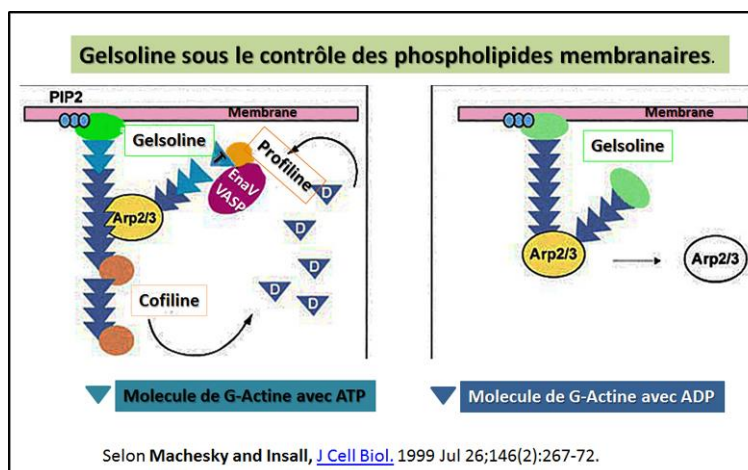 Gelsoline sous le contrôle des phospholipides membranaires.
PIP2
Membrane
Gelsoline
T
Profiline
EnaV
VASP
Arp2/3
Cofiline
D
D
D
D
D
Membrane
Gelsoline
Arp2/3
Arp2/3
Molecule de G-Actine avec ATP
Molecule de G-Actine avec ADP
Selon Machesky and Insall, J Cell Biol. 1999 Jul 26;146(2):267-72.